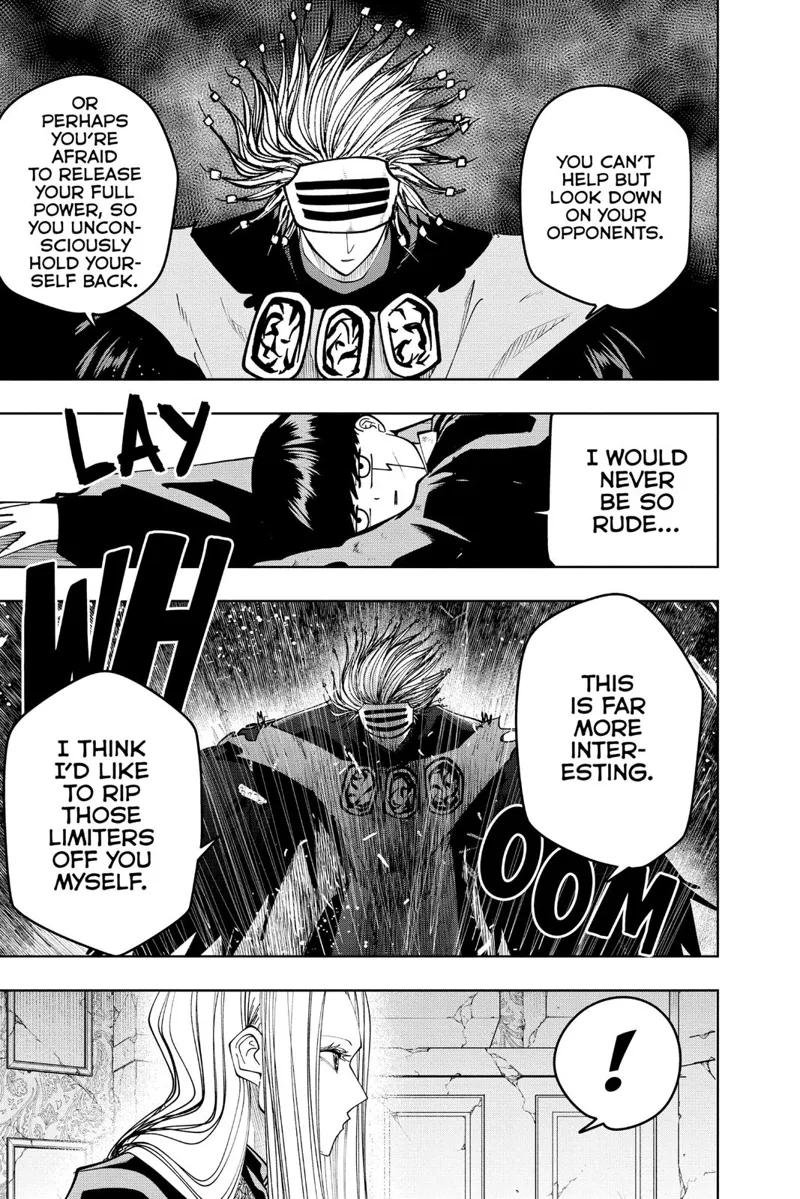 YOU CAN'T
HELP BUT
LOOK DOWN
ON YOUR
OPPONENTS.
OR
PERHAPS
YOU'RE
AFRAID
TO RELEASE
YOUR FULL
POWER, SO
YOU UNCON-
SCIOUSLY
HOLD YOUR-
SELF BACK.
I WOULD
NEVER
BE SO
RUDE...
LAY
WH
OOM
THIS
IS FAR
MORE
INTER-
ESTING.
I THINK
I'D LIKE
TO RIP
THOSE
LIMITERS
OFF YOU
MYSELF.
!